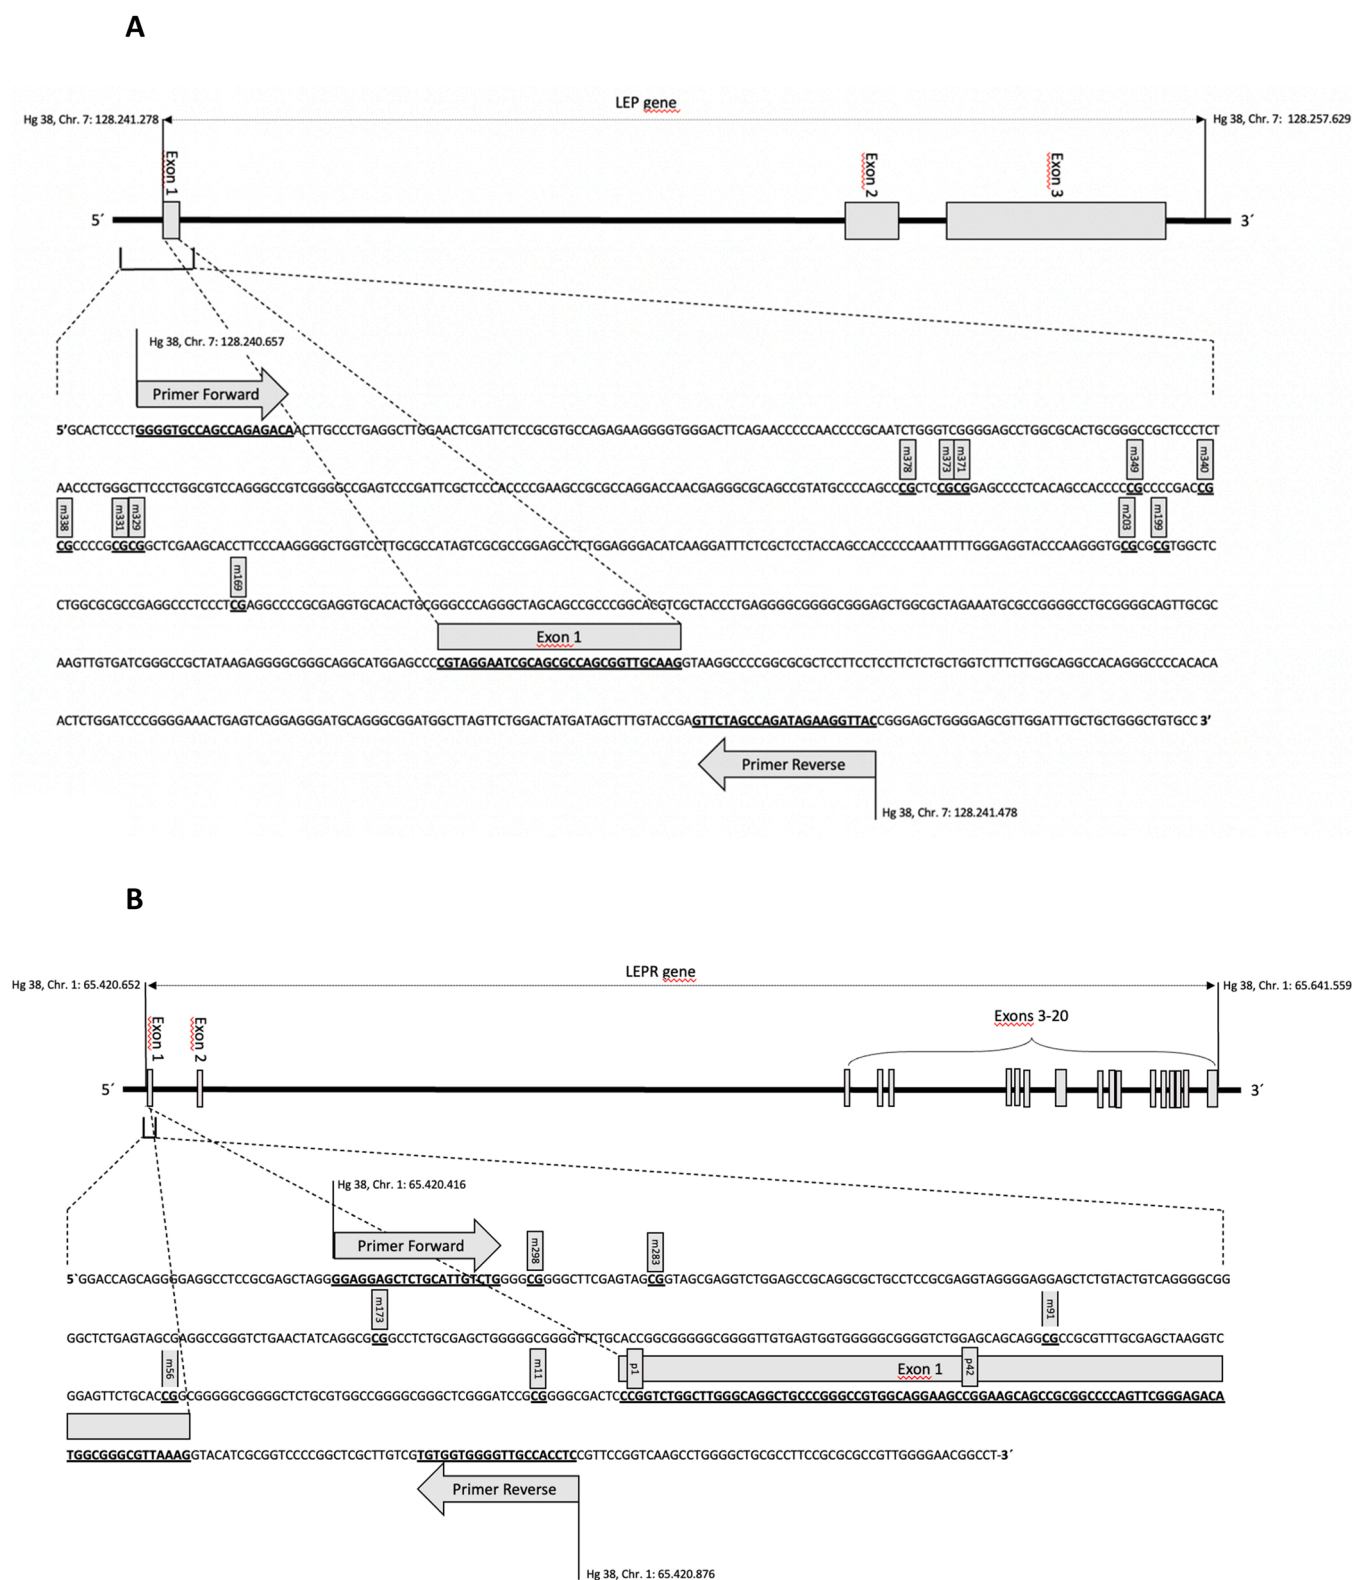 A
LEP gene
Hg 38, Chr. 7: 128.241.278
Hg 38, Chr. 7: 128.257.629
Exon 1
Exon 2
Exon 3
5´
3´
Hg 38, Chr. 7: 128.240.657
Primer Forward
5’GCACTCCCTGGGGTGCCAGCCAGAGACAACTTGCCCTGAGGCTTGGAACTCGATTCTCCGCGTGCCAGAGAAGGGGTGGGACTTCAGAACCCCCAACCCCGCAATCTGGGTCGGGGAGCCTGGCGCACTGCGGGCCGCTCCCTCT
m378
m373
m371
m349
m340
AACCCTGGGCTTCCCTGGCGTCCAGGGCCGTCGGGGCCGAGTCCCGATTCGCTCCCACCCCGAAGCCGCGCCAGGACCAACGAGGGCGCAGCCGTATGCCCCAGCCCGCTCCGCGGAGCCCCTCACAGCCACCCCCGCCCCGACCG
m338
m331
m329
m203
m199
CGCCCCGCGCGGCTCGAAGCACCTTCCCAAGGGGCTGGTCCTTGCGCCATAGTCGCGCCGGAGCCTCTGGAGGGACATCAAGGATTTCTCGCTCCTACCAGCCACCCCCAAATTTTTGGGAGGTACCCAAGGGTGCGCGCGTGGCTC
m169
CTGGCGCGCCGAGGCCCTCCCTCGAGGCCCCGCGAGGTGCACACTGCGGGCCCAGGGCTAGCAGCCGCCCGGCACGTCGCTACCCTGAGGGGCGGGGCGGGAGCTGGCGCTAGAAATGCGCCGGGGCCTGCGGGGCAGTTGCGC
Exon 1
AAGTTGTGATCGGGCCGCTATAAGAGGGGCGGGCAGGCATGGAGCCCCGTAGGAATCGCAGCGCCAGCGGTTGCAAGGTAAGGCCCCGGCGCGCTCCTTCCTCCTTCTCTGCTGGTCTTTCTTGGCAGGCCACAGGGCCCCACACA
ACTCTGGATCCCGGGGAAACTGAGTCAGGAGGGATGCAGGGCGGATGGCTTAGTTCTGGACTATGATAGCTTTGTACCGAGTTCTAGCCAGATAGAAGGTTACCGGGAGCTGGGGAGCGTTGGATTTGCTGCTGGGCTGTGCC 3’
Primer Reverse
Hg 38, Chr. 7: 128.241.478
B
LEPR gene
Hg 38, Chr. 1: 65.420.652
Hg 38, Chr. 1: 65.641.559
Exon 1
Exon 2
Exons 3-20
5´
3´
Hg 38, Chr. 1: 65.420.416
Primer Forward
m298
m283
5`GGACCAGCAGGGGAGGCCTCCGCGAGCTAGGGGAGGAGCTCTGCATTGTCTGGGGCGGGGCTTCGAGTAGCGGTAGCGAGGTCTGGAGCCGCAGGCGCTGCCTCCGCGAGGTAGGGGAGGAGCTCTGTACTGTCAGGGGCGG
m173
m91
GGCTCTGAGTAGCGAGGCCGGGTCTGAACTATCAGGCGCGGCCTCTGCGAGCTGGGGGCGGGGTTCTGCACCGGCGGGGGCGGGGTTGTGAGTGGTGGGGGCGGGGTCTGGAGCAGCAGGCGCCGCGTTTGCGAGCTAAGGTC
m56
m11
p1
Exon 1
p42
GGAGTTCTGCACCGGCGGGGGCGGGGCTCTGCGTGGCCGGGGCGGGCTCGGGATCCGCGGGGCGACTCCCGGTCTGGCTTGGGCAGGCTGCCCGGGCCGTGGCAGGAAGCCGGAAGCAGCCGCGGCCCCAGTTCGGGAGACA
TGGCGGGCGTTAAAGGTACATCGCGGTCCCCGGCTCGCTTGTCGTGTGGTGGGGTTGCCACCTCCGTTCCGGTCAAGCCTGGGGCTGCGCCTTCCGCGCGCCGTTGGGGAACGGCCT-3´
Primer Reverse
Hg 38, Chr. 1: 65.420.876